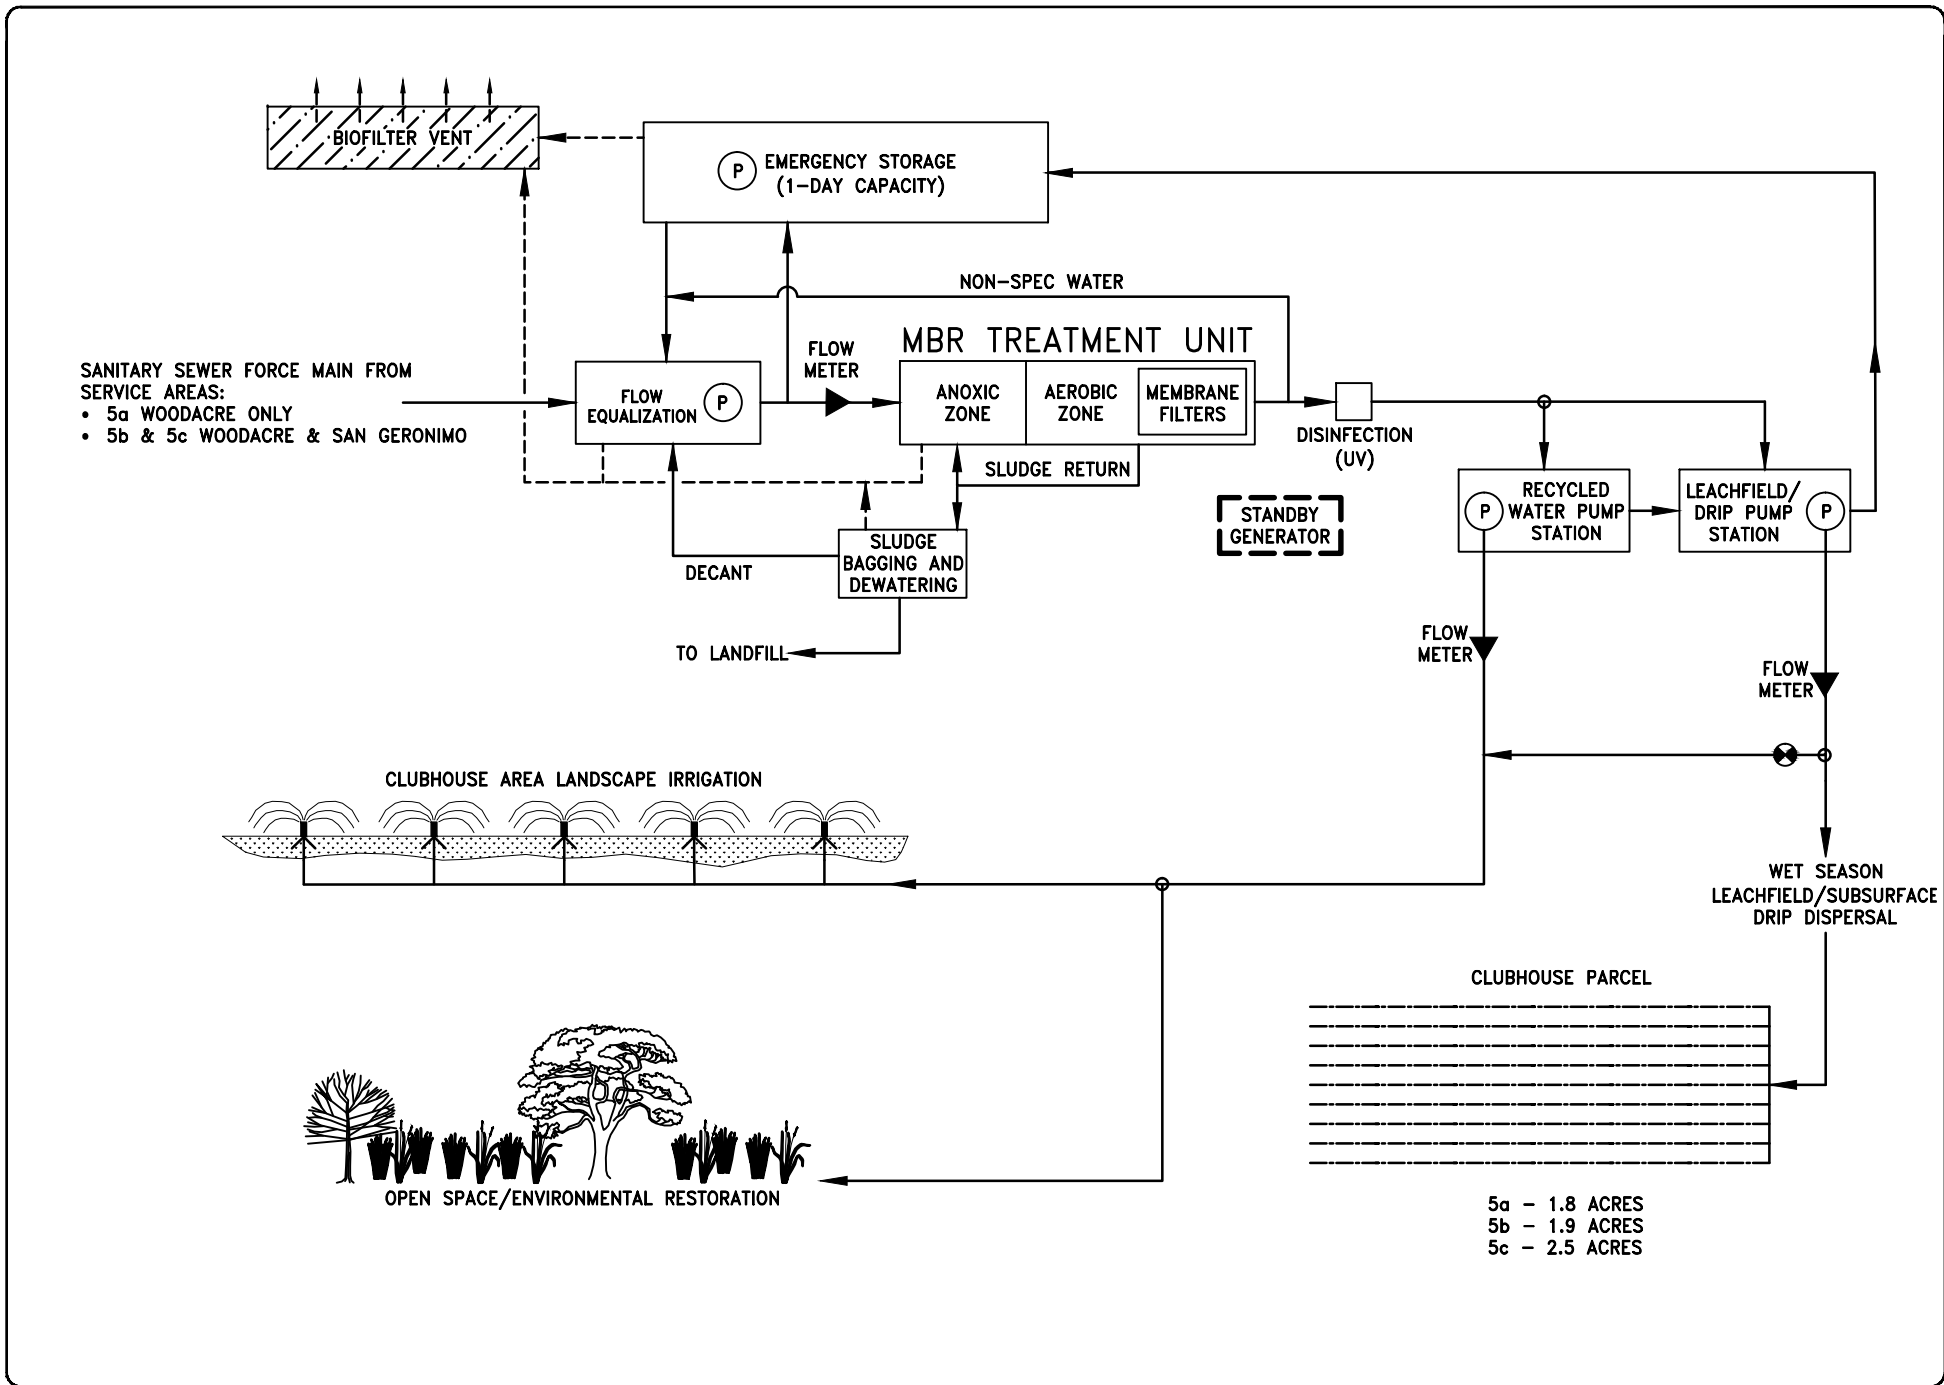 BIOFILTER VENT
P
EMERGENCY STORAGE
(1-DAY CAPACITY)
NON-SPEC WATER
MBR TREATMENT UNIT
FLOW
METER
SANITARY SEWER FORCE MAIN FROM
SERVICE AREAS:
• 5a WOODACRE ONLY
• 5b & 5c WOODACRE & SAN GERONIMO
FLOW
EQUALIZATION
P
ANOXIC
ZONE
AEROBIC
ZONE
MEMBRANE
FILTERS
DISINFECTION
(UV)
SLUDGE RETURN
STANDBY
GENERATOR
P
RECYCLED
WATER PUMP
STATION
LEACHFIELD/
DRIP PUMP
STATION
P
SLUDGE
BAGGING AND
DEWATERING
DECANT
TO LANDFILL
FLOW
METER
FLOW
METER
CLUBHOUSE AREA LANDSCAPE IRRIGATION
WET SEASON
LEACHFIELD/SUBSURFACE
DRIP DISPERSAL
CLUBHOUSE PARCEL
OPEN SPACE/ENVIRONMENTAL RESTORATION
5a - 1.8 ACRES
5b - 1.9 ACRES
5c - 2.5 ACRES